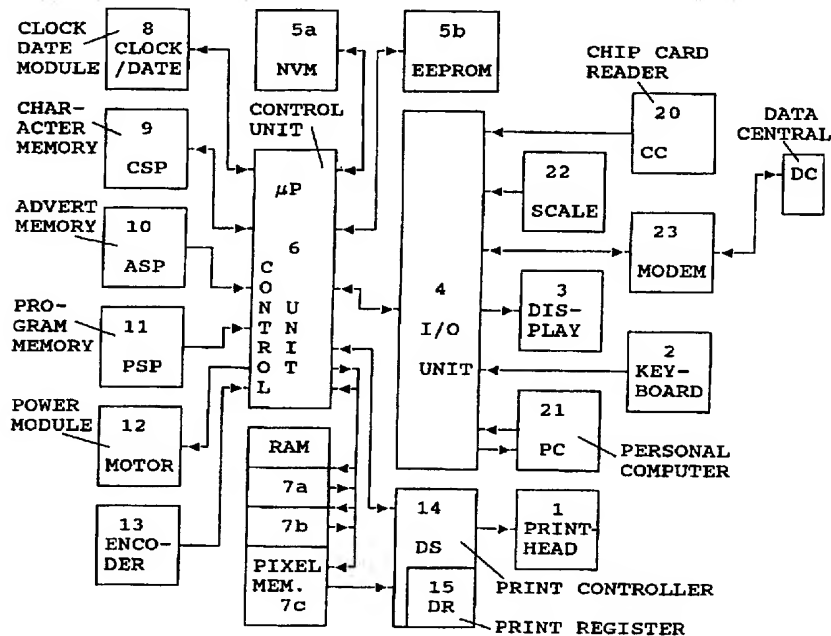 CLOCK
DATE
MODULE
8
CLOCK
/DATE
5a
NVM
5b
EEPROM
CHIP CARD
READER
CHAR-
ACTER
MEMORY
9
CSP
CONTROL
UNIT
20
CC
DATA
CENTRAL
DC
ADVERT
MEMORY
10
ASP
µP
6
CONTROL
UNIT
4
I/O
UNIT
22
SCALE
23
MODEM
PRO-
GRAM
MEMORY
11
PSP
3
DIS-
PLAY
2
KEY-
BOARD
POWER
MODULE
12
MOTOR
21
PC
PERSONAL
COMPUTER
RAM
7a
7b
PIXEL
MEM.
7c
13
ENCO-
DER
14
DS
15
DR
1
PRINT-
HEAD
PRINT CONTROLLER
PRINT REGISTER